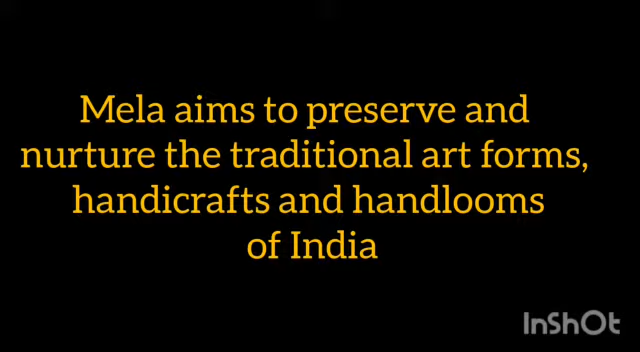 Mela aims to preserve and
nurture the traditional art forms,
handicrafts and handlooms
of India
InShOt